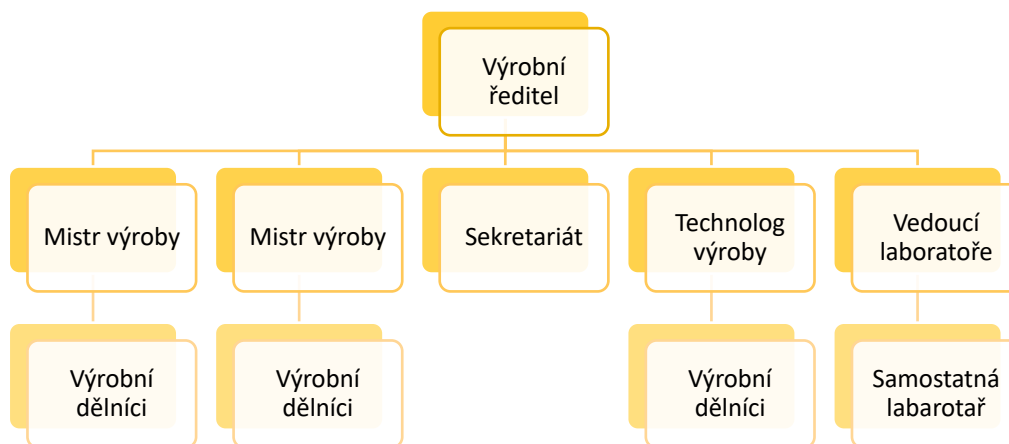 Výrobní
ředitel
Mistr výroby
Mistr výroby
Sekretariát
Technolog
výroby
Vedoucí
laboratoře
Výrobní
dělníci
Výrobní
dělníci
Výrobní
dělníci
Samostatná
labarotař